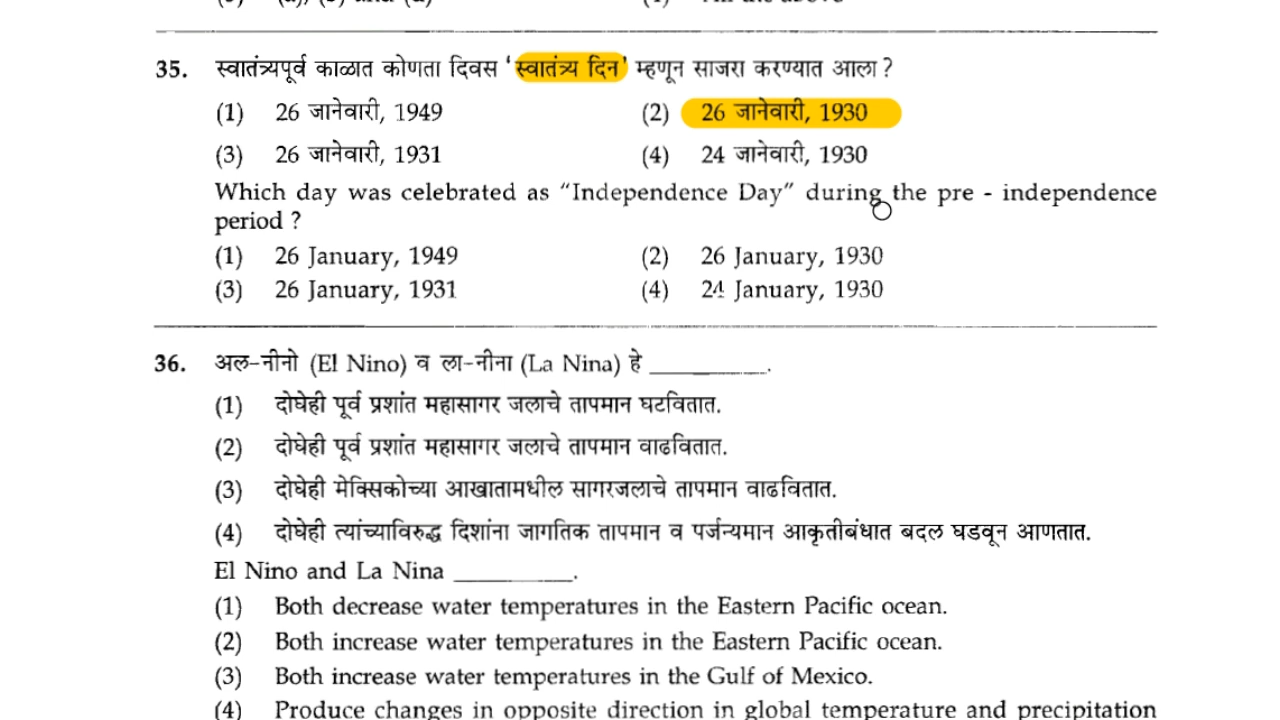 35. स्वातंत्र्यपूर्व काळात कोणता दिवस 'स्वातंत्र्य दिन' म्हणून साजरा करण्यात आला ?
(1) 26 जानेवारी, 1949 (2) 26 जानेवारी, 1930
(3) 26 जानेवारी, 1931 (4) 24 जानेवारी, 1930
Which day was celebrated as "Independence Day" during the pre - independence
period ?
(1) 26 January, 1949 (2) 26 January, 1930
(3) 26 January, 1931 (4) 24 January, 1930
36. अल-नीनो (El Nino) व ला-नीना (La Nina) हे __________.
(1) दोघेही पूर्व प्रशांत महासागर जलाचे तापमान घटवितात.
(2) दोघेही पूर्व प्रशांत महासागर जलाचे तापमान वाढवितात.
(3) दोघेही मेक्सिकोच्या आखातामधील सागरजलाचे तापमान वाढवितात.
(4) दोघेही त्यांच्याविरुद्ध दिशांना जागतिक तापमान व पर्जन्यमान आकृतीबंधात बदल घडवून आणतात.
El Nino and La Nina __________.
(1) Both decrease water temperatures in the Eastern Pacific ocean.
(2) Both increase water temperatures in the Eastern Pacific ocean.
(3) Both increase water temperatures in the Gulf of Mexico.
(4) Produce changes in opposite direction in global temperature and precipitation